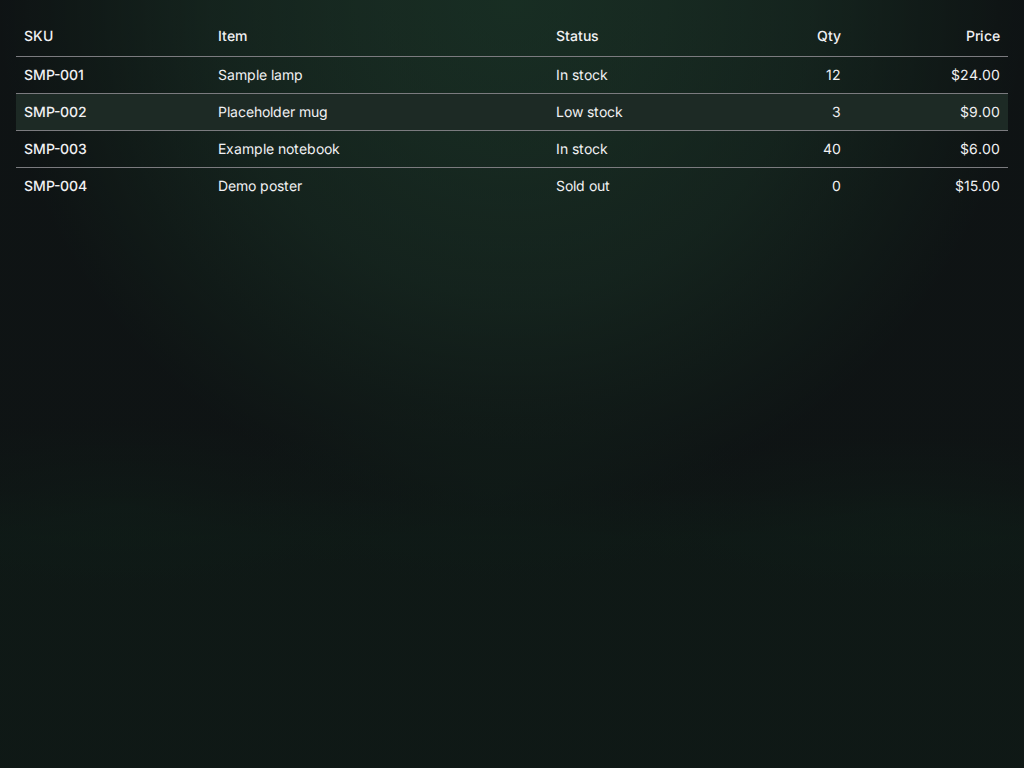 SKU Item Status Qty Price
SMP-001 Sample lamp In stock 12 $24.00
SMP-002 Placeholder mug Low stock 3 $9.00
SMP-003 Example notebook In stock 40 $6.00
SMP-004 Demo poster Sold out 0 $15.00